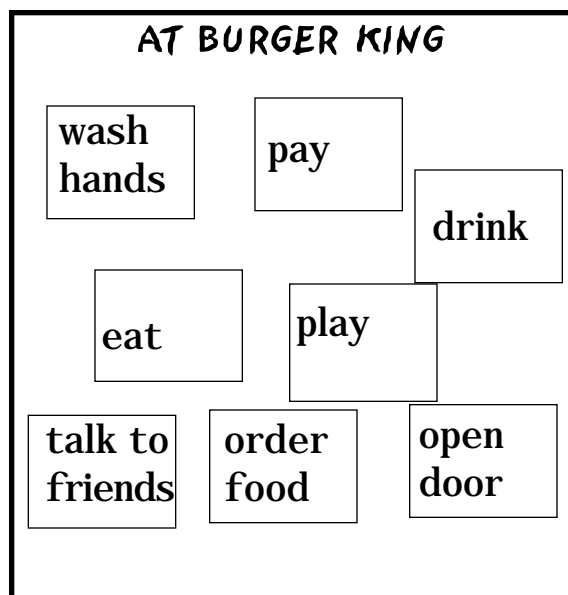 AT BURGER KING
wash
hands
pay
drink
eat
play
talk to
friends
order
food
open
door